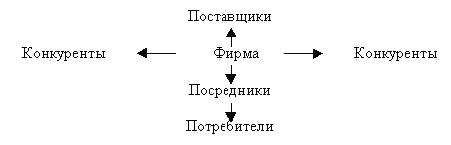 Поставщики
Конкуренты Фирма Конкуренты
Посредники
Потребители